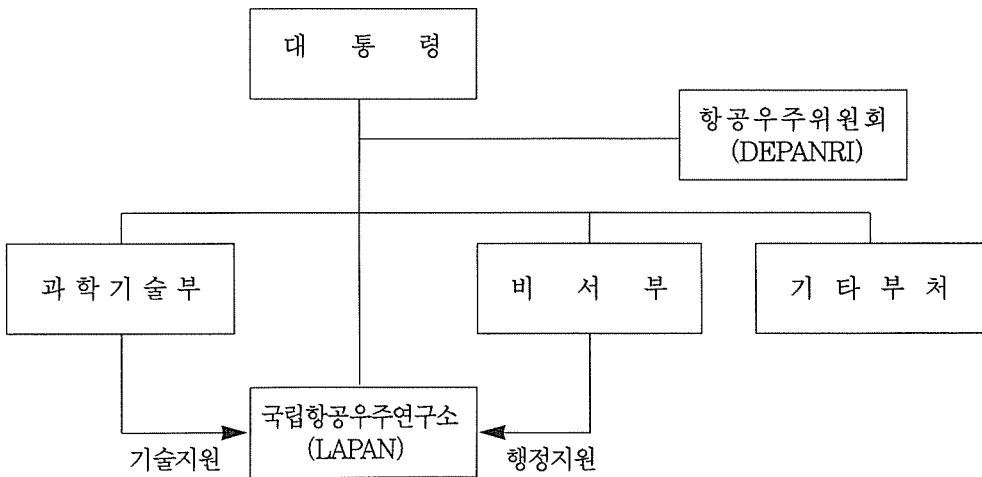 대통령
항공우주위원회
(DEPANRI)
과학기술부
비서부
기타부처
국립항공우주연구소
(LAPAN)
기술지원
행정지원